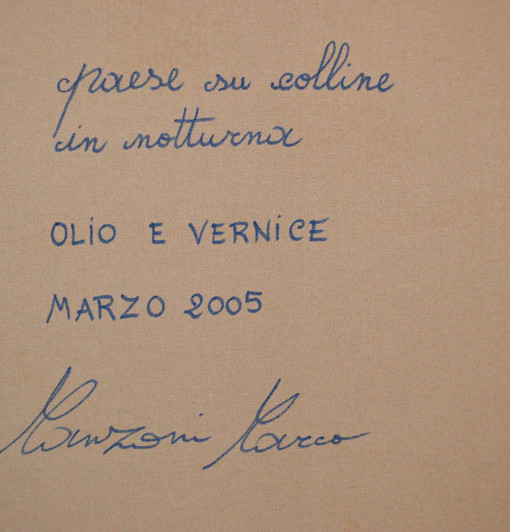 paese su colline
in notturna
OLIO E VERNICE
MARZO 2005
Manzoni Marco